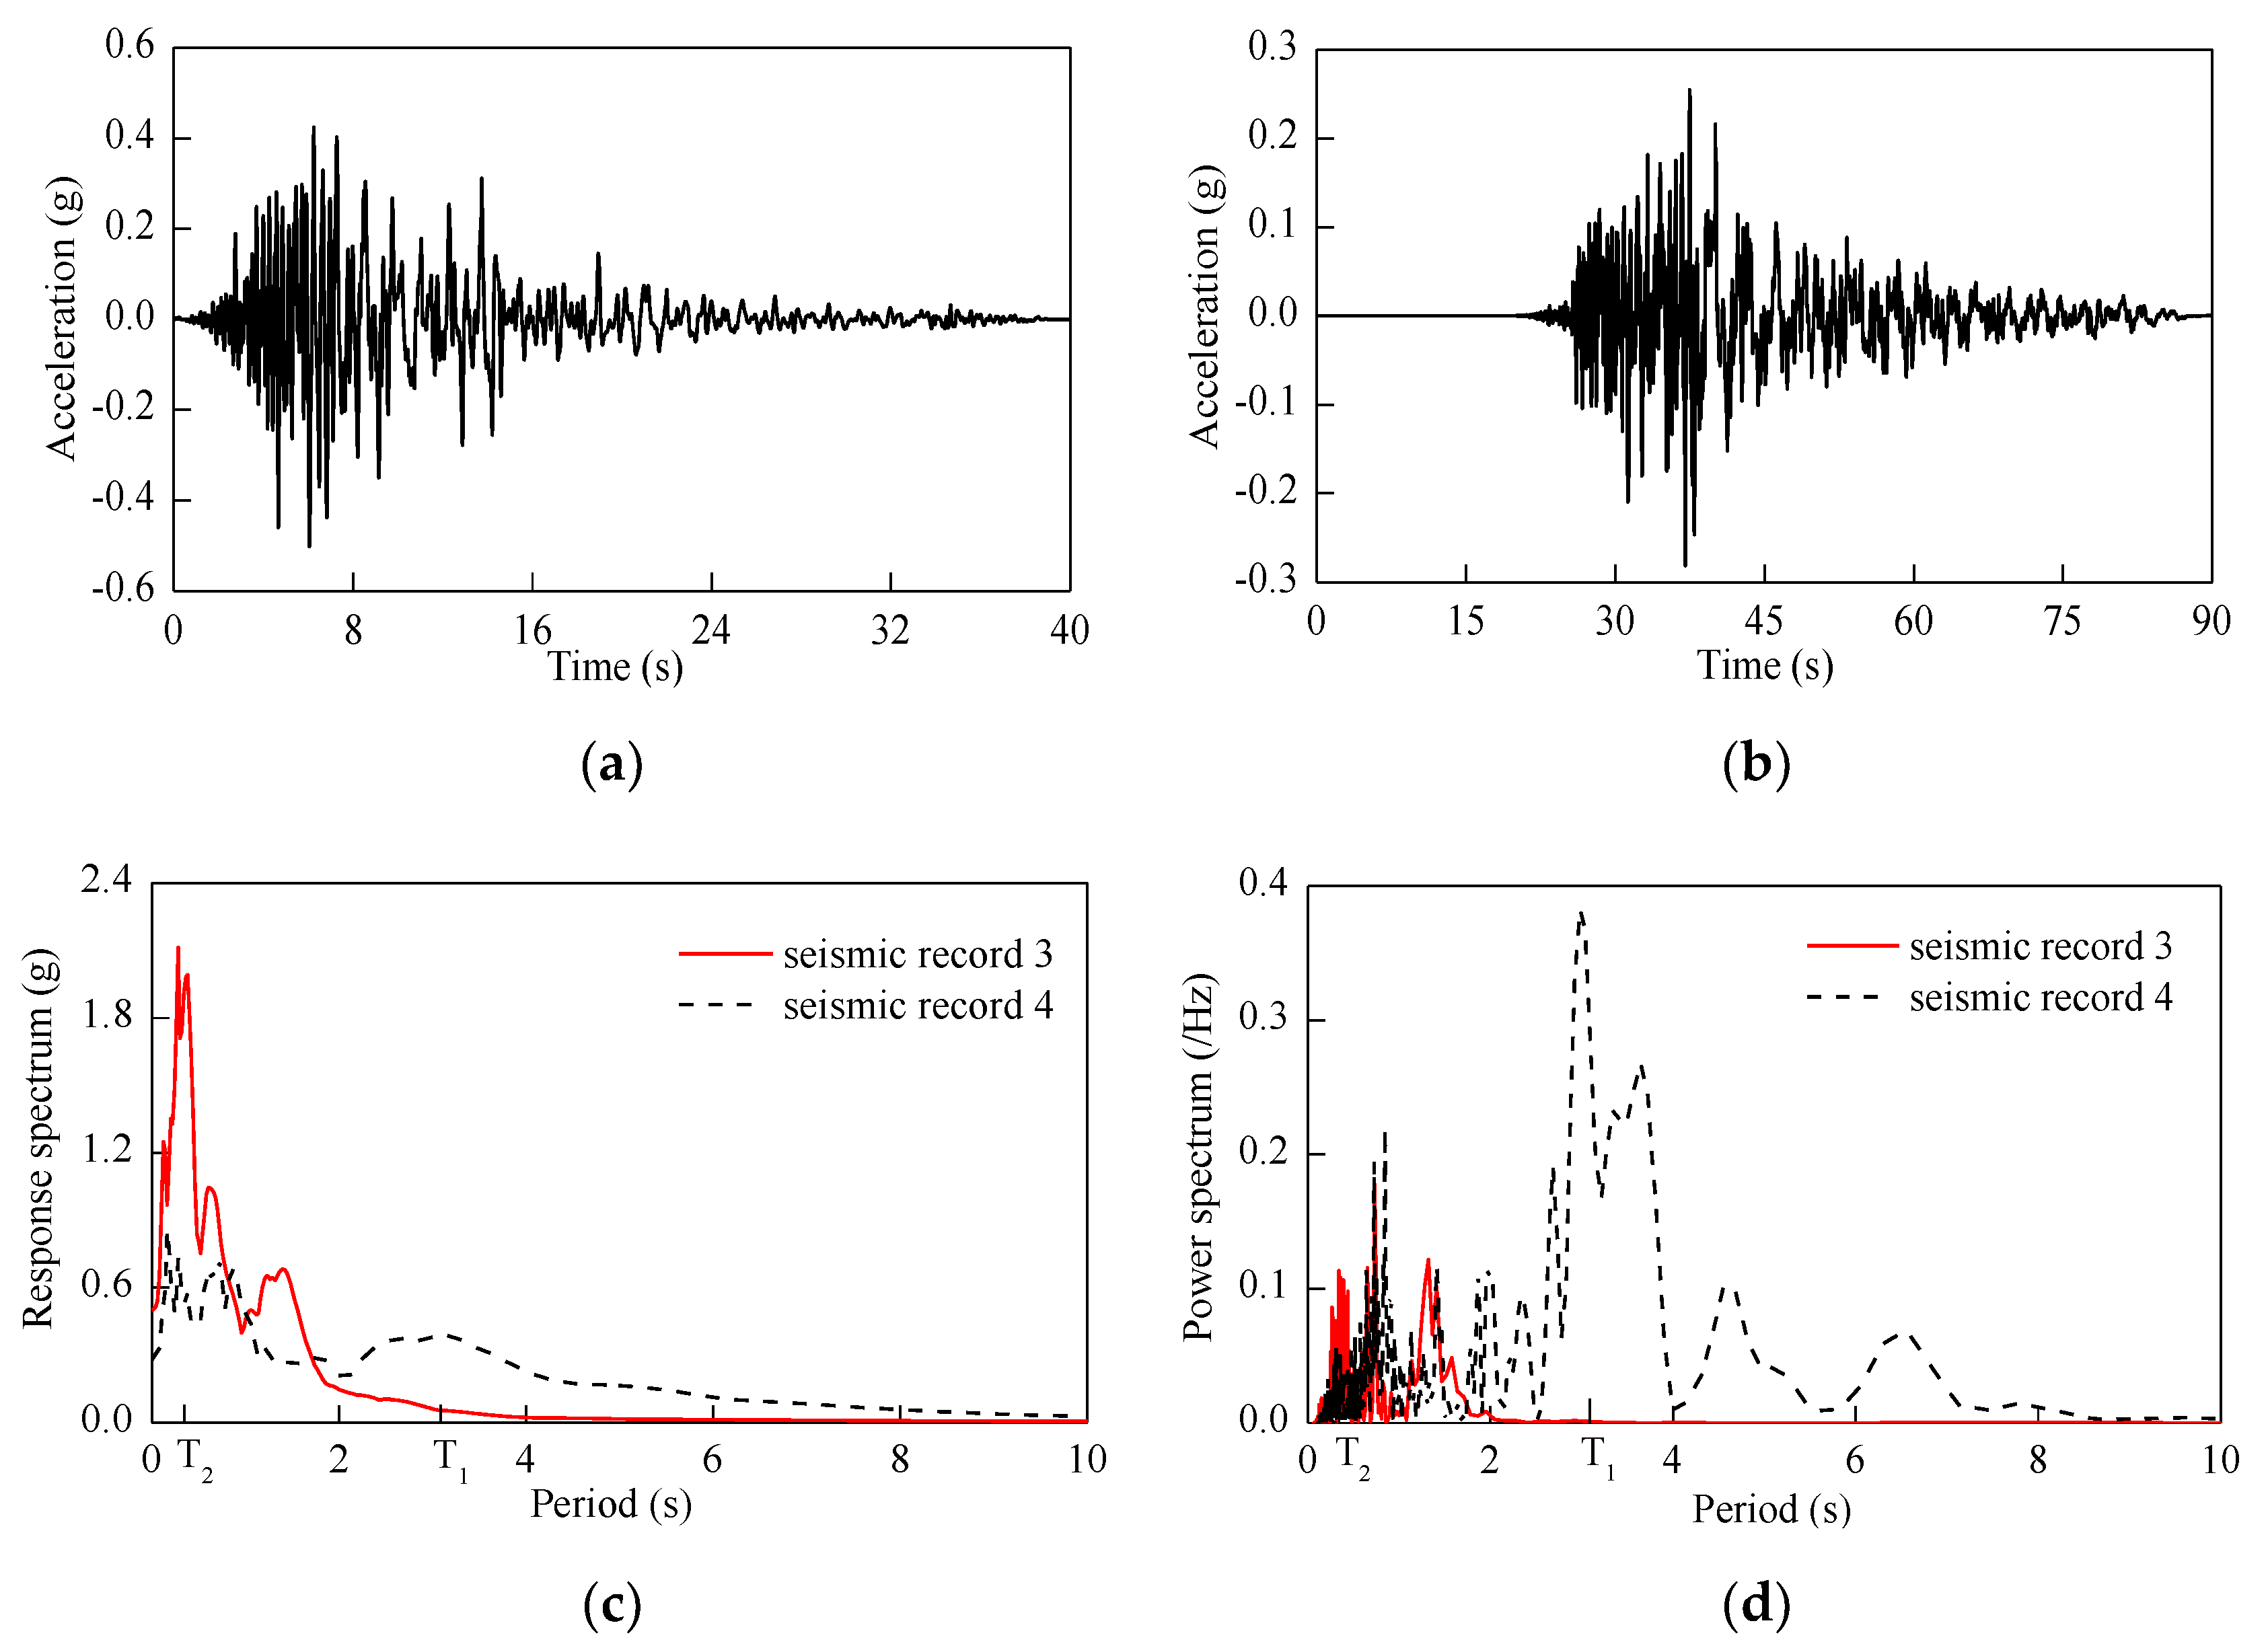 0.6
0.4
0.2
0.0
-0.2
-0.4
-0.6
Acceleration (g)
0 8 16 24 32 40
Time (s)
(a)
0.3
0.2
0.1
0.0
-0.1
-0.2
-0.3
Acceleration (g)
0 15 30 45 60 75 90
Time (s)
(b)
2.4
1.8
1.2
0.6
0.0
Response spectrum (g)
seismic record 3
seismic record 4
0 T2 2 T1 4 6 8 10
Period (s)
(c)
0.4
0.3
0.2
0.1
0.0
Power spectrum (/Hz)
seismic record 3
seismic record 4
0 T2 2 T1 4 6 8 10
Period (s)
(d)